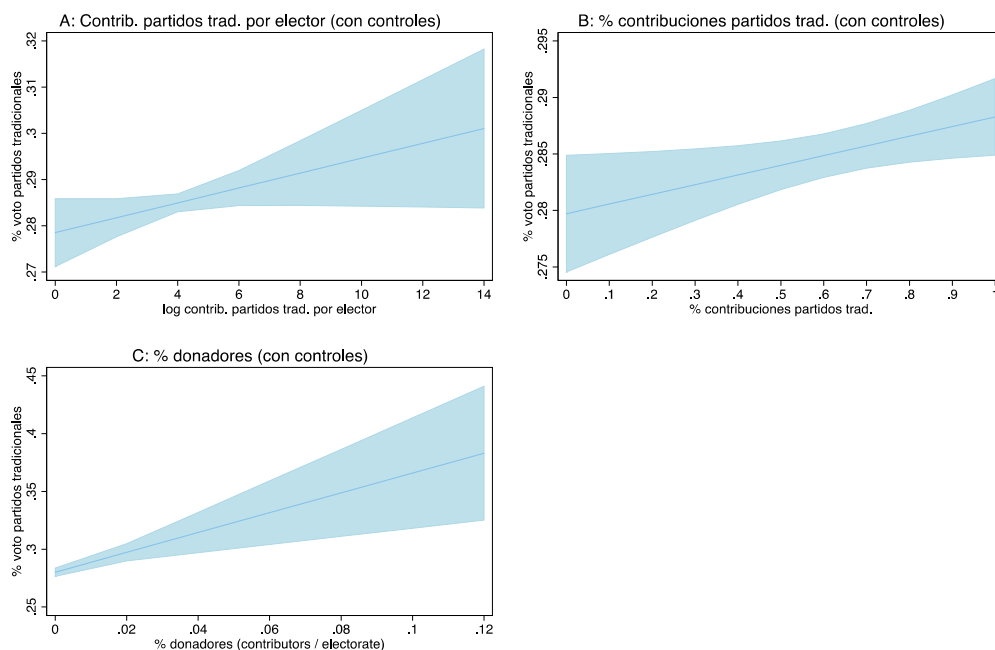 A: Contrib. partidos trad. por elector (con controles)
% voto partidos tradicionales
.32
.31
.3
.29
.28
.27
0 2 4 6 8 10 12 14
log contrib. partidos trad. por elector
B: % contribuciones partidos trad. (con controles)
% voto partidos tradicionales
.295
.29
.285
.28
.275
0 .1 .2 .3 .4 .5 .6 .7 .8 .9 1
% contribuciones partidos trad.
C: % donadores (con controles)
% voto partidos tradicionales
.45
.4
.35
.3
.25
0 .02 .04 .06 .08 .1 .12
% donadores (contributors / electorate)